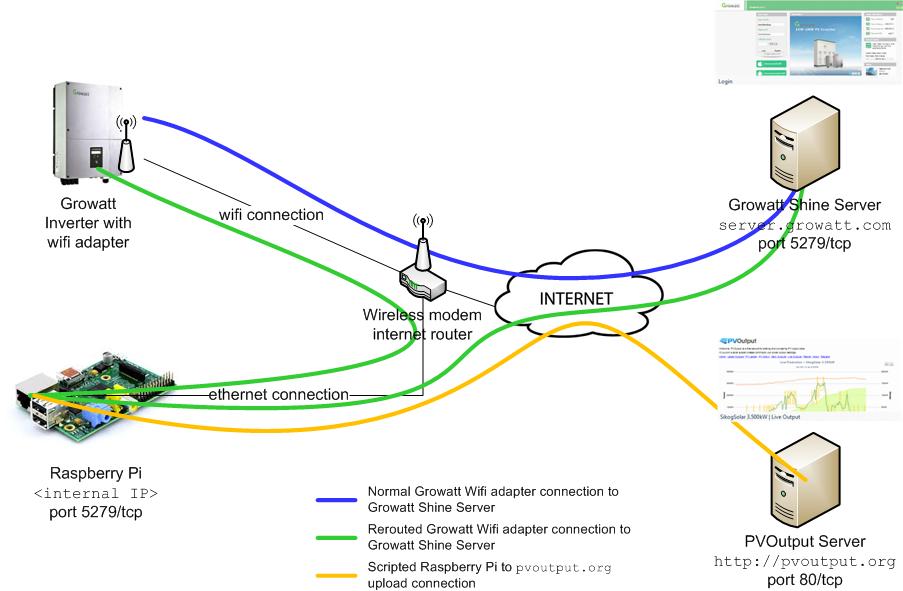 Growatt
Login
Growatt
Growatt
Inverter with
wifi adapter
wifi connection
Growatt Shine Server
server.growatt.com
port 5279/tcp
INTERNET
Wireless modem
internet router
PVOutput
SikogSolar 3.500kW | Live Output
ethernet connection
Raspberry Pi
<internal IP>
port 5279/tcp
PVOutput Server
http://pvoutput.org
port 80/tcp
Normal Growatt Wifi adapter connection to
Growatt Shine Server
Rerouted Growatt Wifi adapter connection to
Growatt Shine Server
Scripted Raspberry Pi to pvoutput.org
upload connection